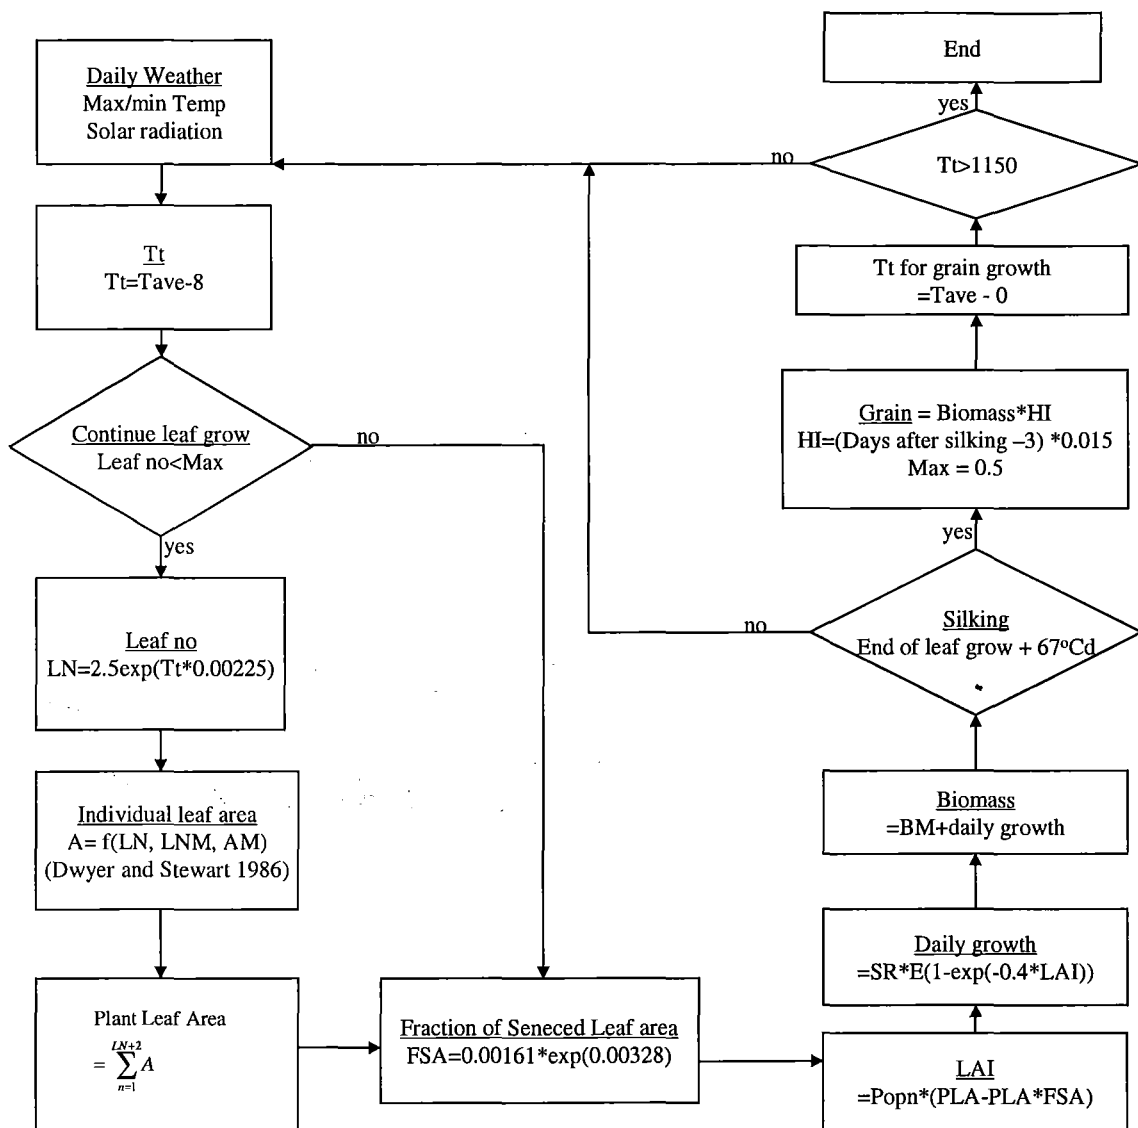 Daily Weather
Max/min Temp
Solar radiation
Tt
Tt=Tave-8
Continue leaf grow
Leaf no<Max
no
yes
Leaf no
LN=2.5exp(Tt*0.00225)
Individual leaf area
A= f(LN, LNM, AM)
(Dwyer and Stewart 1986)
Plant Leaf Area
= \sum_{n=1}^{LN+2} A
Fraction of Seneced Leaf area
FSA=0.00161*exp(0.00328)
LAI
=Popn*(PLA-PLA*FSA)
Daily growth
=SR*E(1-exp(-0.4*LAI))
Biomass
=BM+daily growth
Silking
End of leaf grow + 67°Cd
no
yes
Grain = Biomass*HI
HI=(Days after silking –3) *0.015
Max = 0.5
Tt for grain growth
=Tave - 0
Tt>1150
no
yes
End